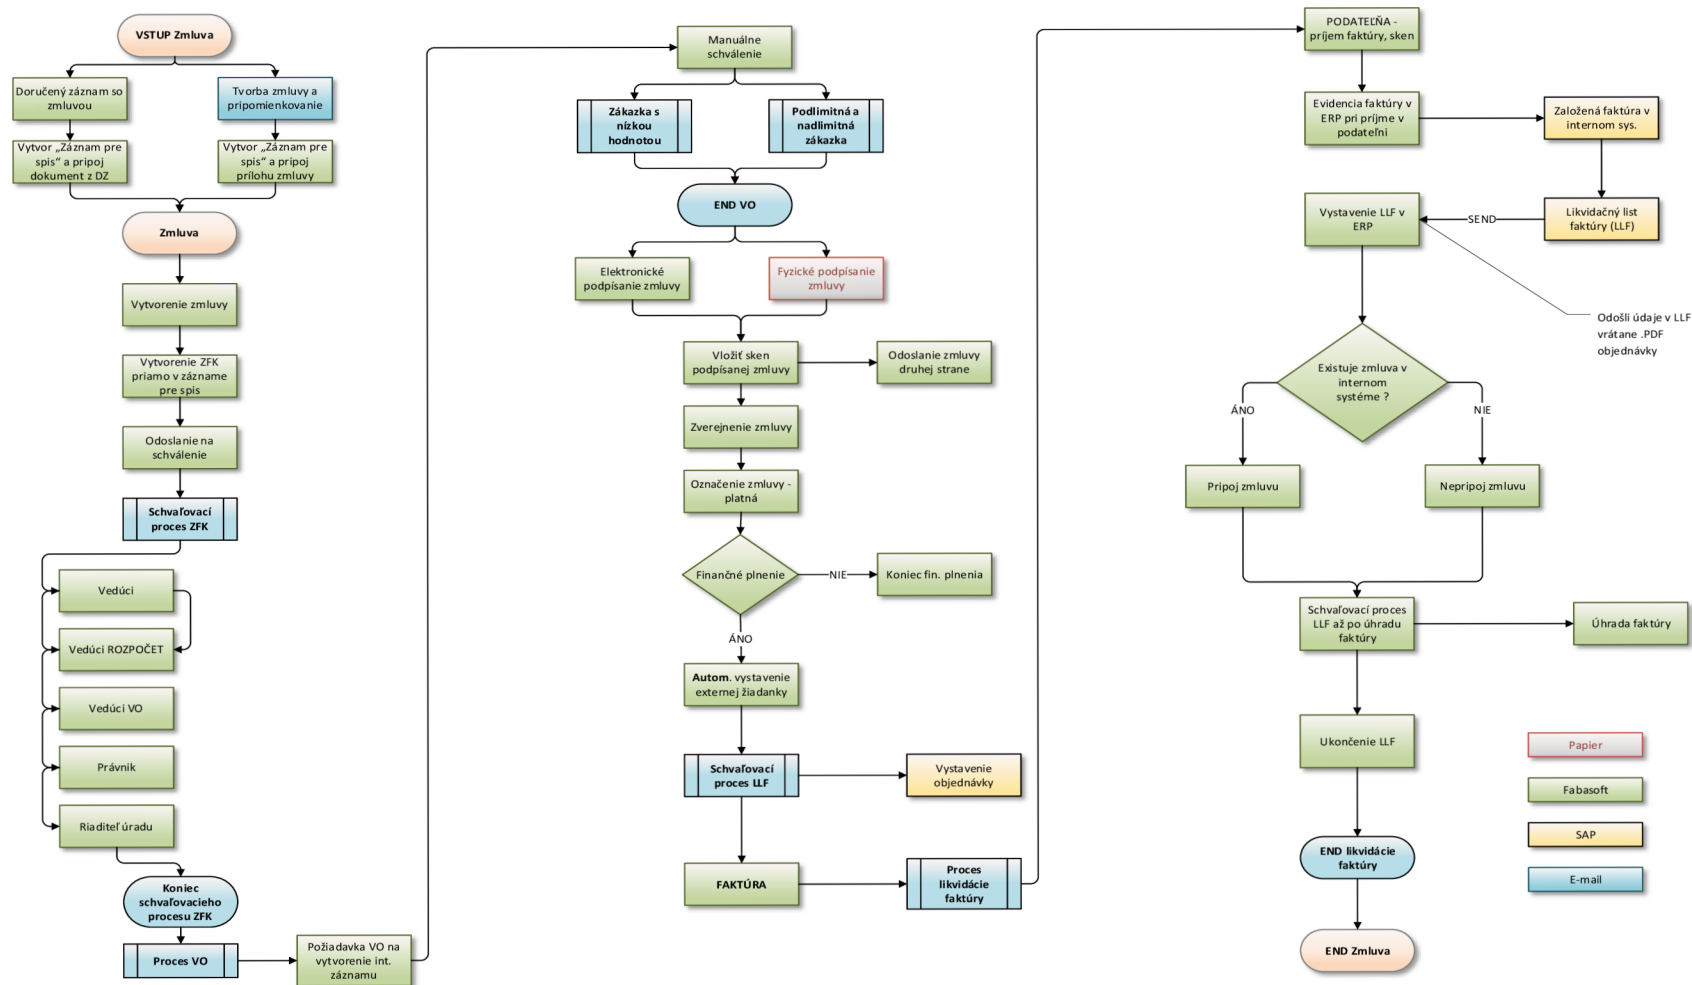 VSTUP Zmluva
Doručený záznam so
zmluvou
Tvorba zmluvy a
pripomienkovanie
Vytvor „Záznam pre
spis“ a pripoj
dokument z DZ
Vytvor „Záznam pre
spis“ a pripoj
prílohu zmluvy
Zmluva
Vytvorenie zmluvy
Vytvorenie ZFK
priamo v zázname
pre spis
Odoslanie na
schválenie
Schvaľovací
proces ZFK
Vedúci
Vedúci ROZPOČET
Vedúci VO
Právnik
Riaditeľ úradu
Koniec
schvaľovacieho
procesu ZFK
Proces VO
Požiadavka VO na
vytvorenie int.
záznamu
Manuálne
schválenie
Zákazka s
nízkou
hodnotou
Podlimitná a
nadlimitná
zákazka
END VO
Elektronické
podpísanie zmluvy
Fyzické podpísanie
zmluvy
Vložiť sken
podpísanej zmluvy
Odoslanie zmluvy
druhej strane
Zverejnenie zmluvy
Označenie zmluvy -
platná
Finančné plnenie
NIE
Koniec fin. plnenia
ÁNO
Autom. vystavenie
externej žiadanky
Schvaľovací
proces LLF
Vystavenie
objednávky
FAKTÚRA
Proces
likvidácie
faktúry
PODATEĽŇA -
príjem faktúry, sken
Evidencia faktúry v
ERP pri príjme v
podateľni
Založená faktúra v
internom sys.
Vystavenie LLF v
ERP
SEND
Likvidačný list
faktúry (LLF)
Odošli údaje v LLF
vrátane .PDF
objednávky
Existuje zmluva v
internom
systéme ?
ÁNO
NIE
Pripoj zmluvu
Nepripoj zmluvu
Schvaľovací proces
LLF až po úhradu
faktúry
Úhrada faktúry
Ukončenie LLF
END likvidácie
faktúry
END Zmluva
Papier
Fabasoft
SAP
E-mail